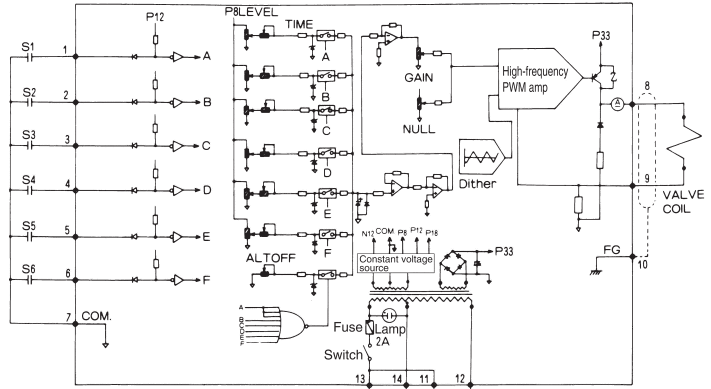 P12
P8LEVEL
TIME
P33
S1
1
A
A
GAIN
High-frequency
PWM amp
A
8
S2
2
B
B
NULL
S3
3
C
C
S4
4
D
D
Dither
9
VALVE
COIL
S5
5
E
E
N12
COM
P8
P12
P18
F
ALTOFF
Constant voltage
source
P33
FG
10
S6
6
F
A
B
C
D
E
F
7
COM.
Fuse
Lamp
2A
Switch
13
14
11
12